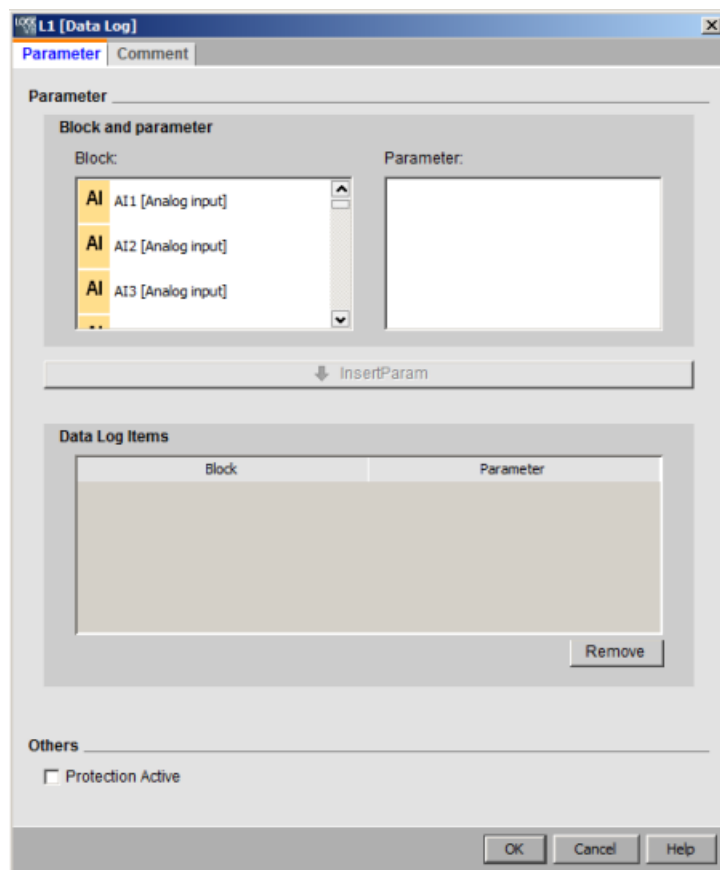 L1 [Data Log]
Parameter Comment
Parameter
Block and parameter
Block: Parameter:
AI AI1 [Analog input]
AI AI2 [Analog input]
AI AI3 [Analog input]
InsertParam
Data Log Items
Block Parameter
Remove
Others
Protection Active
OK Cancel Help